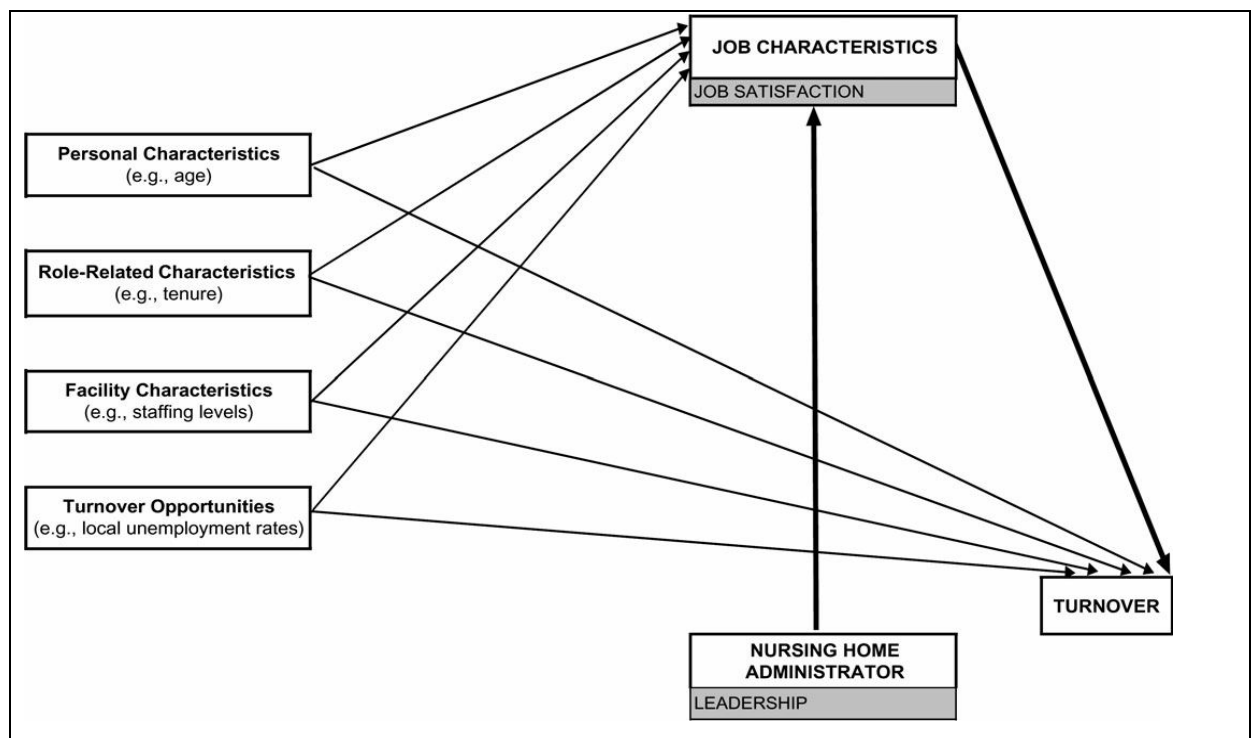 JOB CHARACTERISTICS
JOB SATISFACTION
Personal Characteristics
(e.g., age)
Role-Related Characteristics
(e.g., tenure)
Facility Characteristics
(e.g., staffing levels)
Turnover Opportunities
(e.g., local unemployment rates)
TURNOVER
NURSING HOME
ADMINISTRATOR
LEADERSHIP